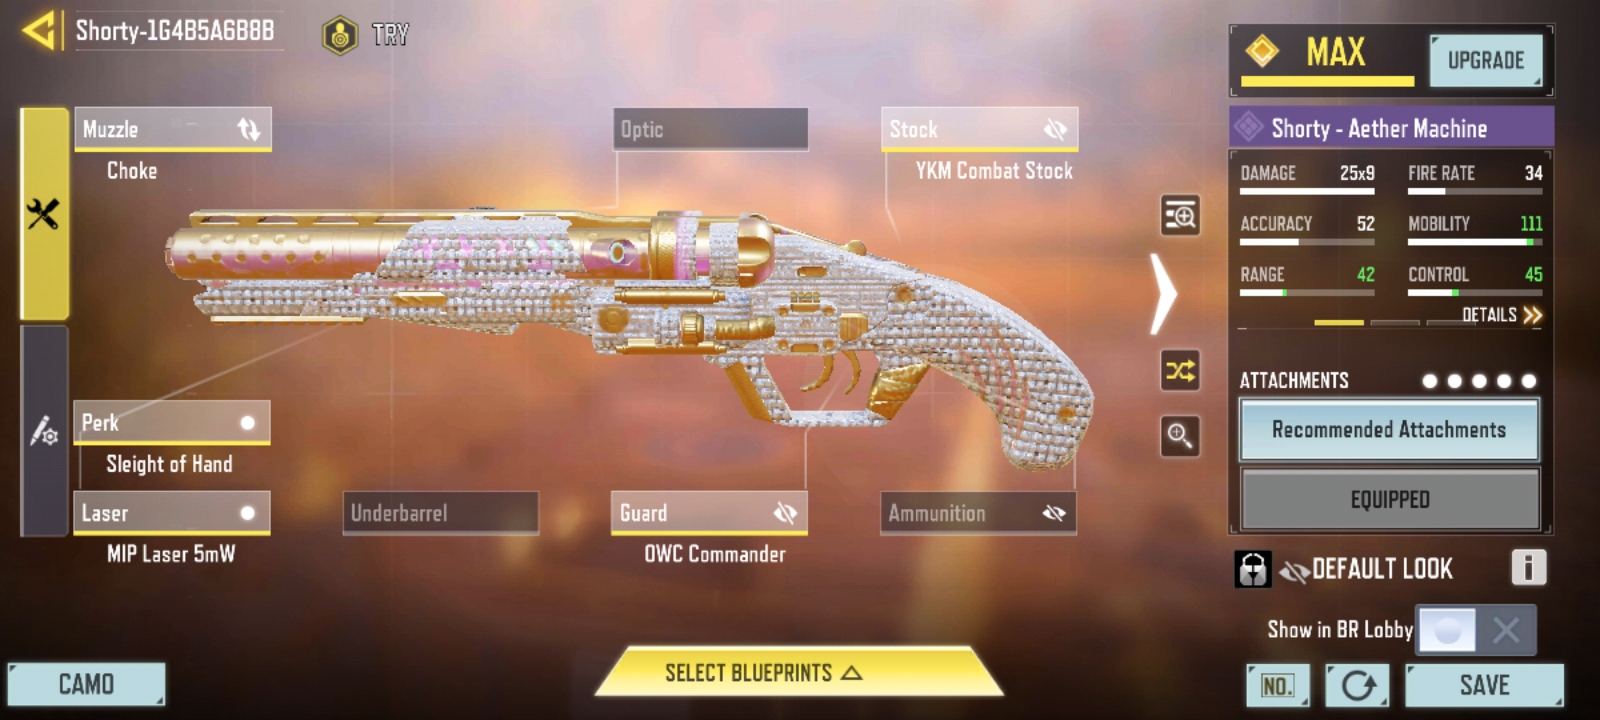 Shorty-1G4B5A6B8B
TRY
MAX
UPGRADE
Muzzle
Choke
Optic
Stock
YKM Combat Stock
Shorty - Aether Machine
DAMAGE 25x9
FIRE RATE 34
ACCURACY 52
MOBILITY 111
RANGE 42
CONTROL 45
DETAILS
Perk
Sleight of Hand
Laser
MIP Laser 5mW
Underbarrel
Guard
OWC Commander
Ammunition
ATTACHMENTS
Recommended Attachments
EQUIPPED
DEFAULT LOOK
i
Show in BR Lobby
CAMO
SELECT BLUEPRINTS
NO.
SAVE